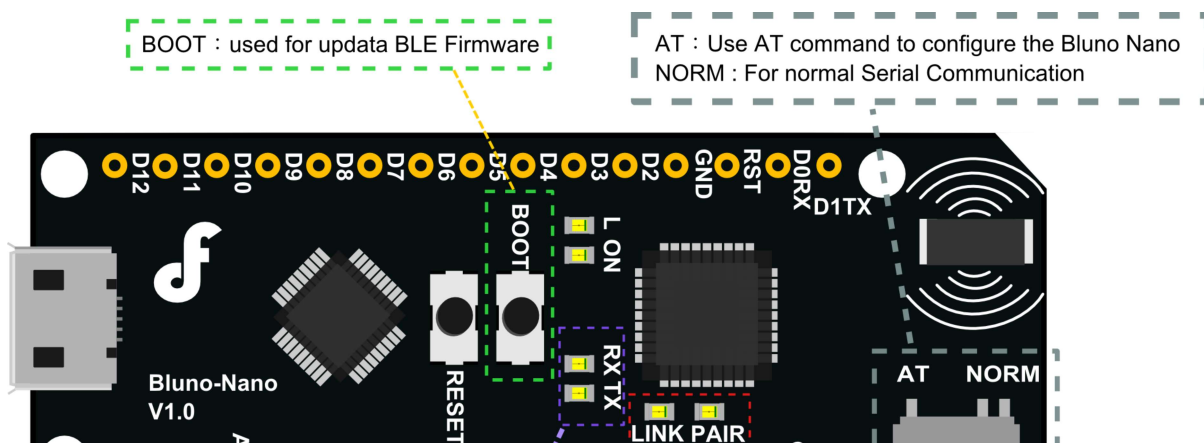 BOOT：used for updata BLE Firmware
AT：Use AT command to configure the Bluno Nano
NORM : For normal Serial Communication
D12
D11
D10
D9
D8
D7
D6
D5
D4
D3
D2
GND
RST
D0RX
D1TX
BOOT
L ON
RX TX
RESET
LINK PAIR
AT NORM
Bluno-Nano
V1.0
A